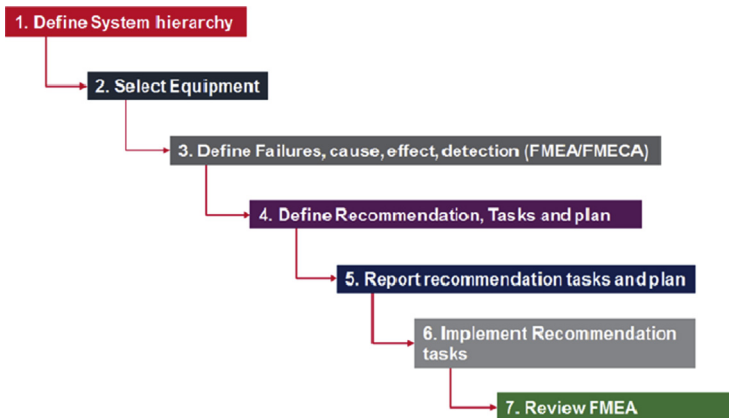 1. Define System hierarchy
2. Select Equipment
3. Define Failures, cause, effect, detection (FMEA/FMECA)
4. Define Recommendation, Tasks and plan
5. Report recommendation tasks and plan
6. Implement Recommendation
tasks
7. Review FMEA